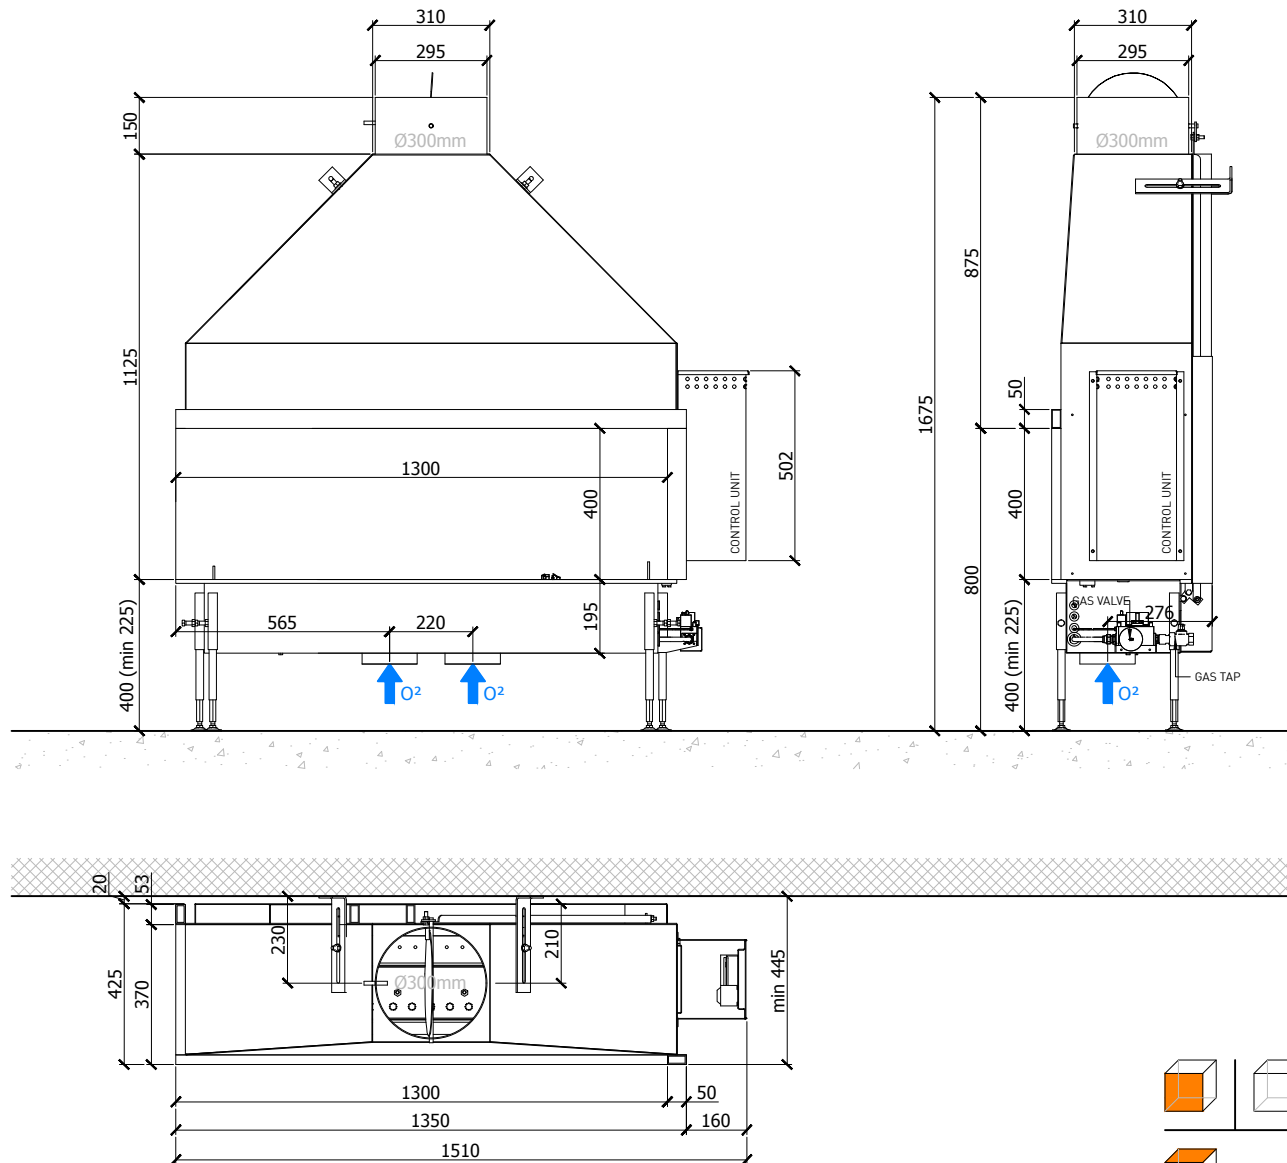 310
295
150
Ø300mm
1125
1300
400
502
CONTROL UNIT
565
220
195
400 (min 225)
O²
O²
310
295
Ø300mm
875
1675
50
400
800
CONTROL UNIT
GAS VALVE
276
400 (min 225)
GAS TAP
O²
20
53
230
210
425
370
Ø300mm
min 445
1300
50
1350
160
1510